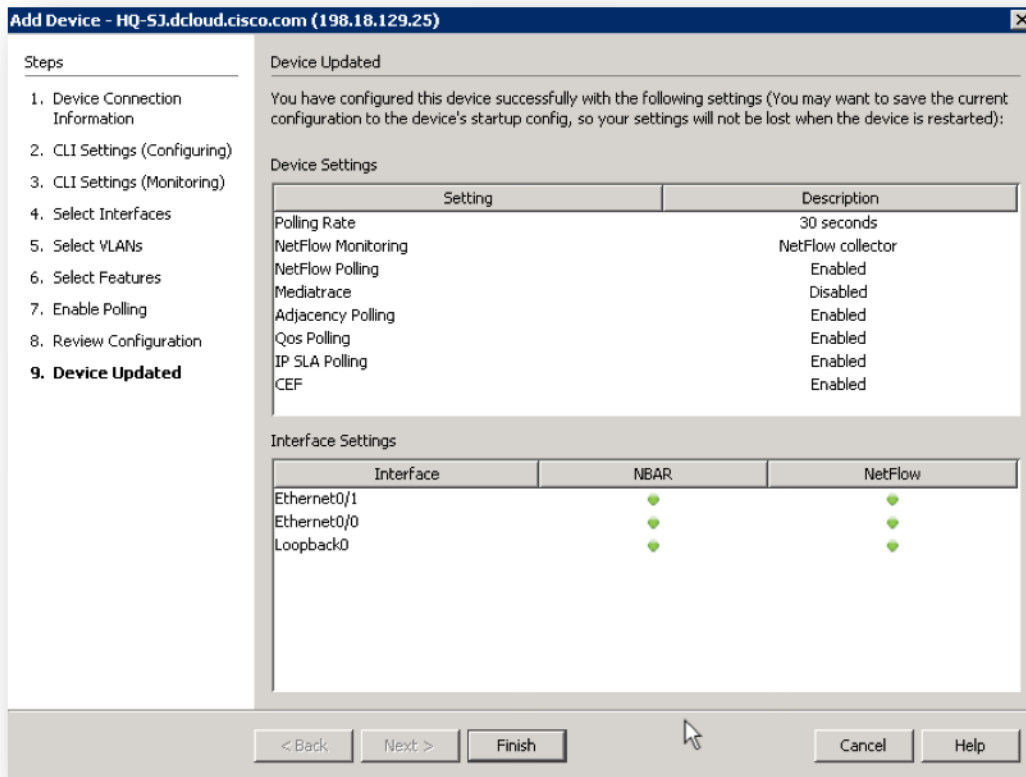 Add Device - HQ-SJ.dcloud.cisco.com (198.18.129.25)
Steps
1. Device Connection
Information
2. CLI Settings (Configuring)
3. CLI Settings (Monitoring)
4. Select Interfaces
5. Select VLANs
6. Select Features
7. Enable Polling
8. Review Configuration
9. Device Updated
Device Updated
You have configured this device successfully with the following settings (You may want to save the current
configuration to the device's startup config, so your settings will not be lost when the device is restarted):
Device Settings
Setting Description
Polling Rate 30 seconds
NetFlow Monitoring NetFlow collector
NetFlow Polling Enabled
Mediatrace Disabled
Adjacency Polling Enabled
Qos Polling Enabled
IP SLA Polling Enabled
CEF Enabled
Interface Settings
Interface NBAR NetFlow
Ethernet0/1
Ethernet0/0
Loopback0
< Back Next > Finish Cancel Help